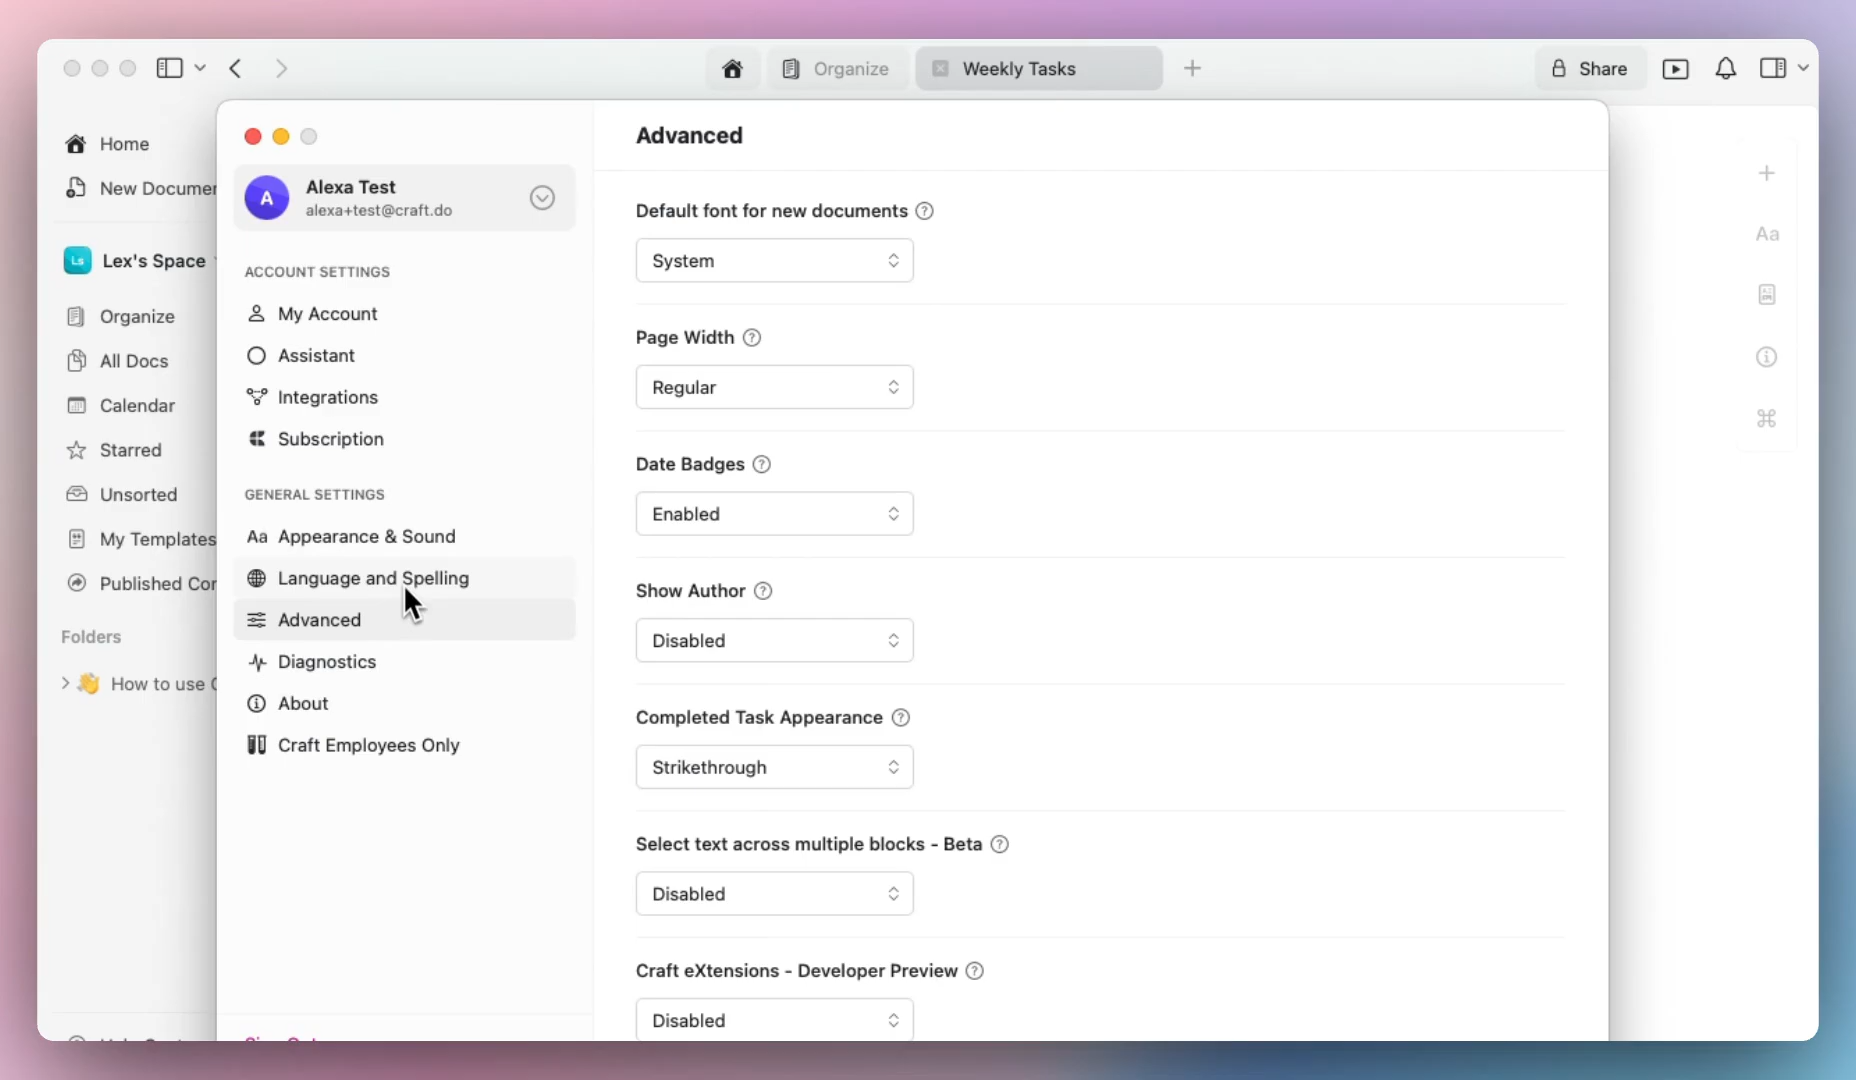 Organize
Weekly Tasks
Share
Home
New Documen
Ls
Lex's Space
Organize
All Docs
Calendar
Starred
Unsorted
My Templates
Published Con
Folders
👋 How to use C
A
Alexa Test
alexa+test@craft.do
ACCOUNT SETTINGS
My Account
Assistant
Integrations
Subscription
GENERAL SETTINGS
Aa Appearance & Sound
Language and Spelling
Advanced
Diagnostics
About
Craft Employees Only
Advanced
Default font for new documents
System
Page Width
Regular
Date Badges
Enabled
Show Author
Disabled
Completed Task Appearance
Strikethrough
Select text across multiple blocks - Beta
Disabled
Craft eXtensions - Developer Preview
Disabled
Aa